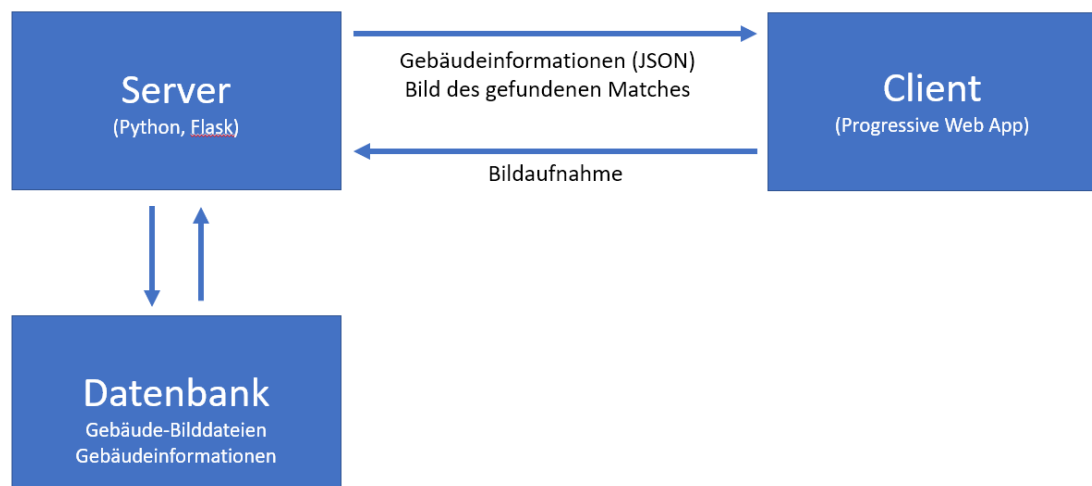 Server
(Python, Flask)
Gebäudeinformationen (JSON)
Bild des gefundenen Matches
Bildaufnahme
Client
(Progressive Web App)
Datenbank
Gebäude-Bilddateien
Gebäudeinformationen